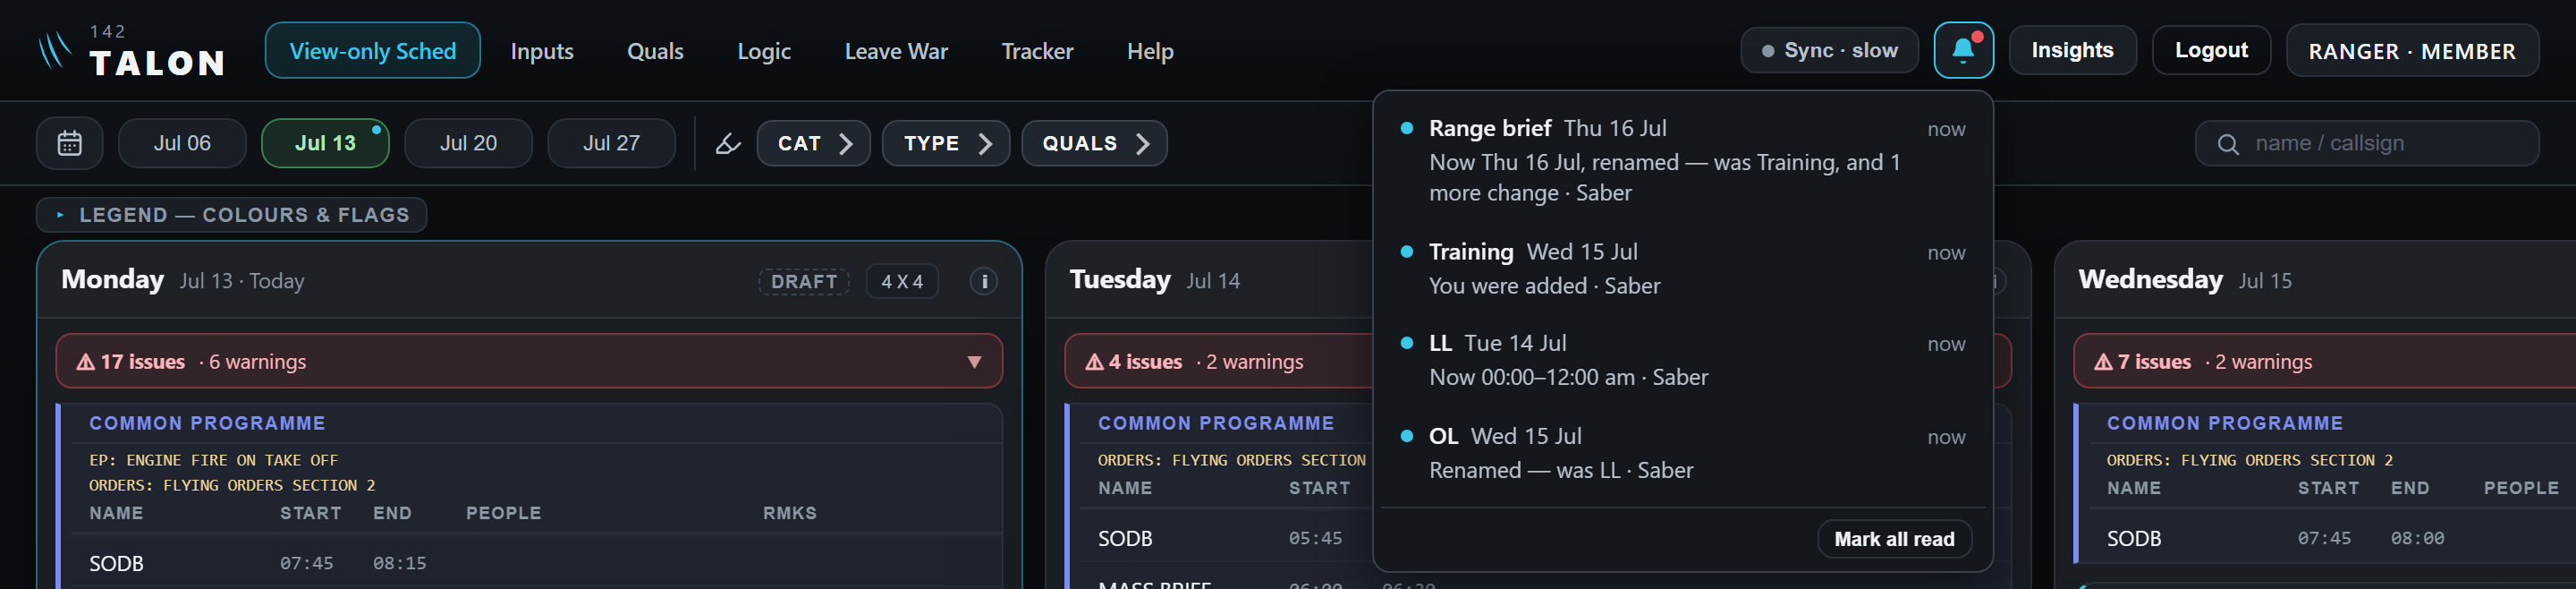 142
TALON
View-only Sched
Inputs
Quals
Logic
Leave War
Tracker
Help
Sync · slow
Insights
Logout
RANGER · MEMBER
Jul 06
Jul 13
Jul 20
Jul 27
CAT
TYPE
QUALS
name / callsign
LEGEND — COLOURS & FLAGS
Range brief Thu 16 Jul now
Now Thu 16 Jul, renamed — was Training, and 1
more change · Saber
Training Wed 15 Jul now
You were added · Saber
LL Tue 14 Jul now
Now 00:00–12:00 am · Saber
OL Wed 15 Jul now
Renamed — was LL · Saber
Mark all read
Monday Jul 13 · Today DRAFT 4 X 4 i
17 issues · 6 warnings
COMMON PROGRAMME
EP: ENGINE FIRE ON TAKE OFF
ORDERS: FLYING ORDERS SECTION 2
NAME START END PEOPLE RMKS
SODB 07:45 08:15
Tuesday Jul 14 i
4 issues · 2 warnings
COMMON PROGRAMME
ORDERS: FLYING ORDERS SECTION
NAME START
SODB 05:45
MASS BRIEF 06:00 06:30
Wednesday Jul 15
7 issues · 2 warnings
COMMON PROGRAMME
ORDERS: FLYING ORDERS SECTION 2
NAME START END PEOPLE
SODB 07:45 08:00